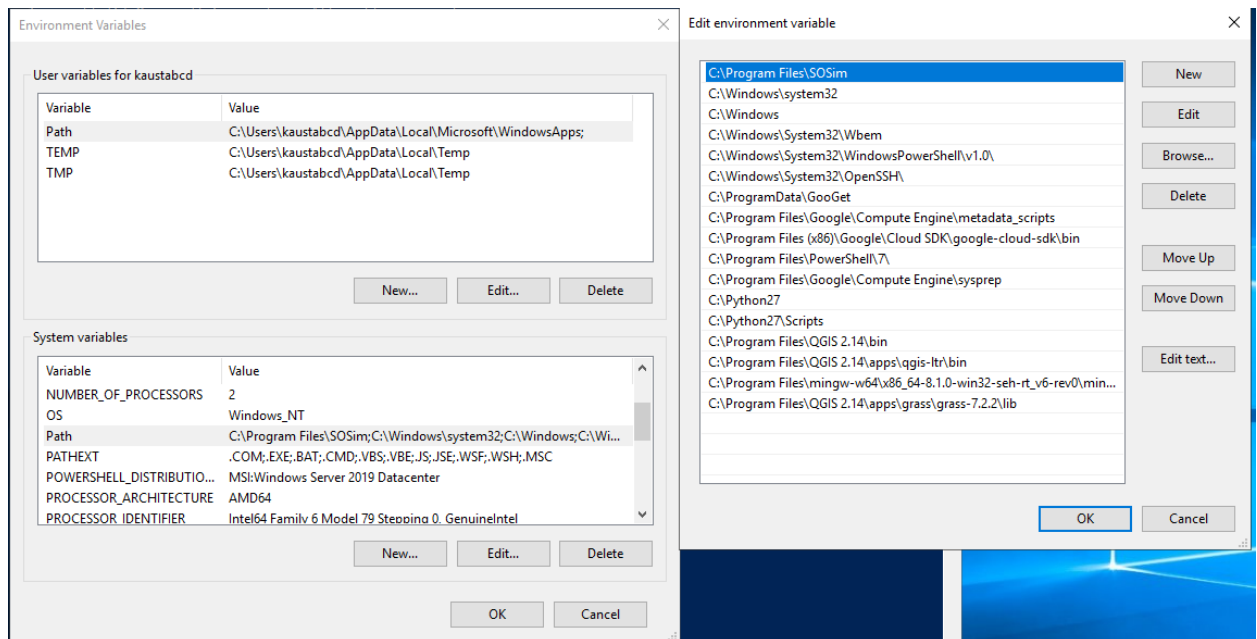 Environment Variables
User variables for kaustabcd
Variable Value
Path C:\Users\kaustabcd\AppData\Local\Microsoft\WindowsApps;
TEMP C:\Users\kaustabcd\AppData\Local\Temp
TMP C:\Users\kaustabcd\AppData\Local\Temp
New... Edit... Delete
System variables
Variable Value
NUMBER_OF_PROCESSORS 2
OS Windows_NT
Path C:\Program Files\SOSim;C:\Windows\system32;C:\Windows;C:\Wi...
PATHEXT .COM;.EXE;.BAT;.CMD;.VBS;.VBE;.JS;.JSE;.WSF;.WSH;.MSC
POWERSHELL_DISTRIBUTIO... MSI:Windows Server 2019 Datacenter
PROCESSOR_ARCHITECTURE AMD64
PROCESSOR_IDENTIFIER Intel64 Family 6 Model 79 Stepping 0, GenuineIntel
New... Edit... Delete
OK Cancel
Edit environment variable
C:\Program Files\SOSim
C:\Windows\system32
C:\Windows
C:\Windows\System32\Wbem
C:\Windows\System32\WindowsPowerShell\v1.0\
C:\Windows\System32\OpenSSH\
C:\ProgramData\GooGet
C:\Program Files\Google\Compute Engine\metadata_scripts
C:\Program Files (x86)\Google\Cloud SDK\google-cloud-sdk\bin
C:\Program Files\PowerShell\7\
C:\Program Files\Google\Compute Engine\sysprep
C:\Python27
C:\Python27\Scripts
C:\Program Files\QGIS 2.14\bin
C:\Program Files\QGIS 2.14\apps\qgis-ltr\bin
C:\Program Files\mingw-w64\x86_64-8.1.0-win32-seh-rt_v6-rev0\min...
C:\Program Files\QGIS 2.14\apps\grass\grass-7.2.2\lib
New
Edit
Browse...
Delete
Move Up
Move Down
Edit text...
OK Cancel